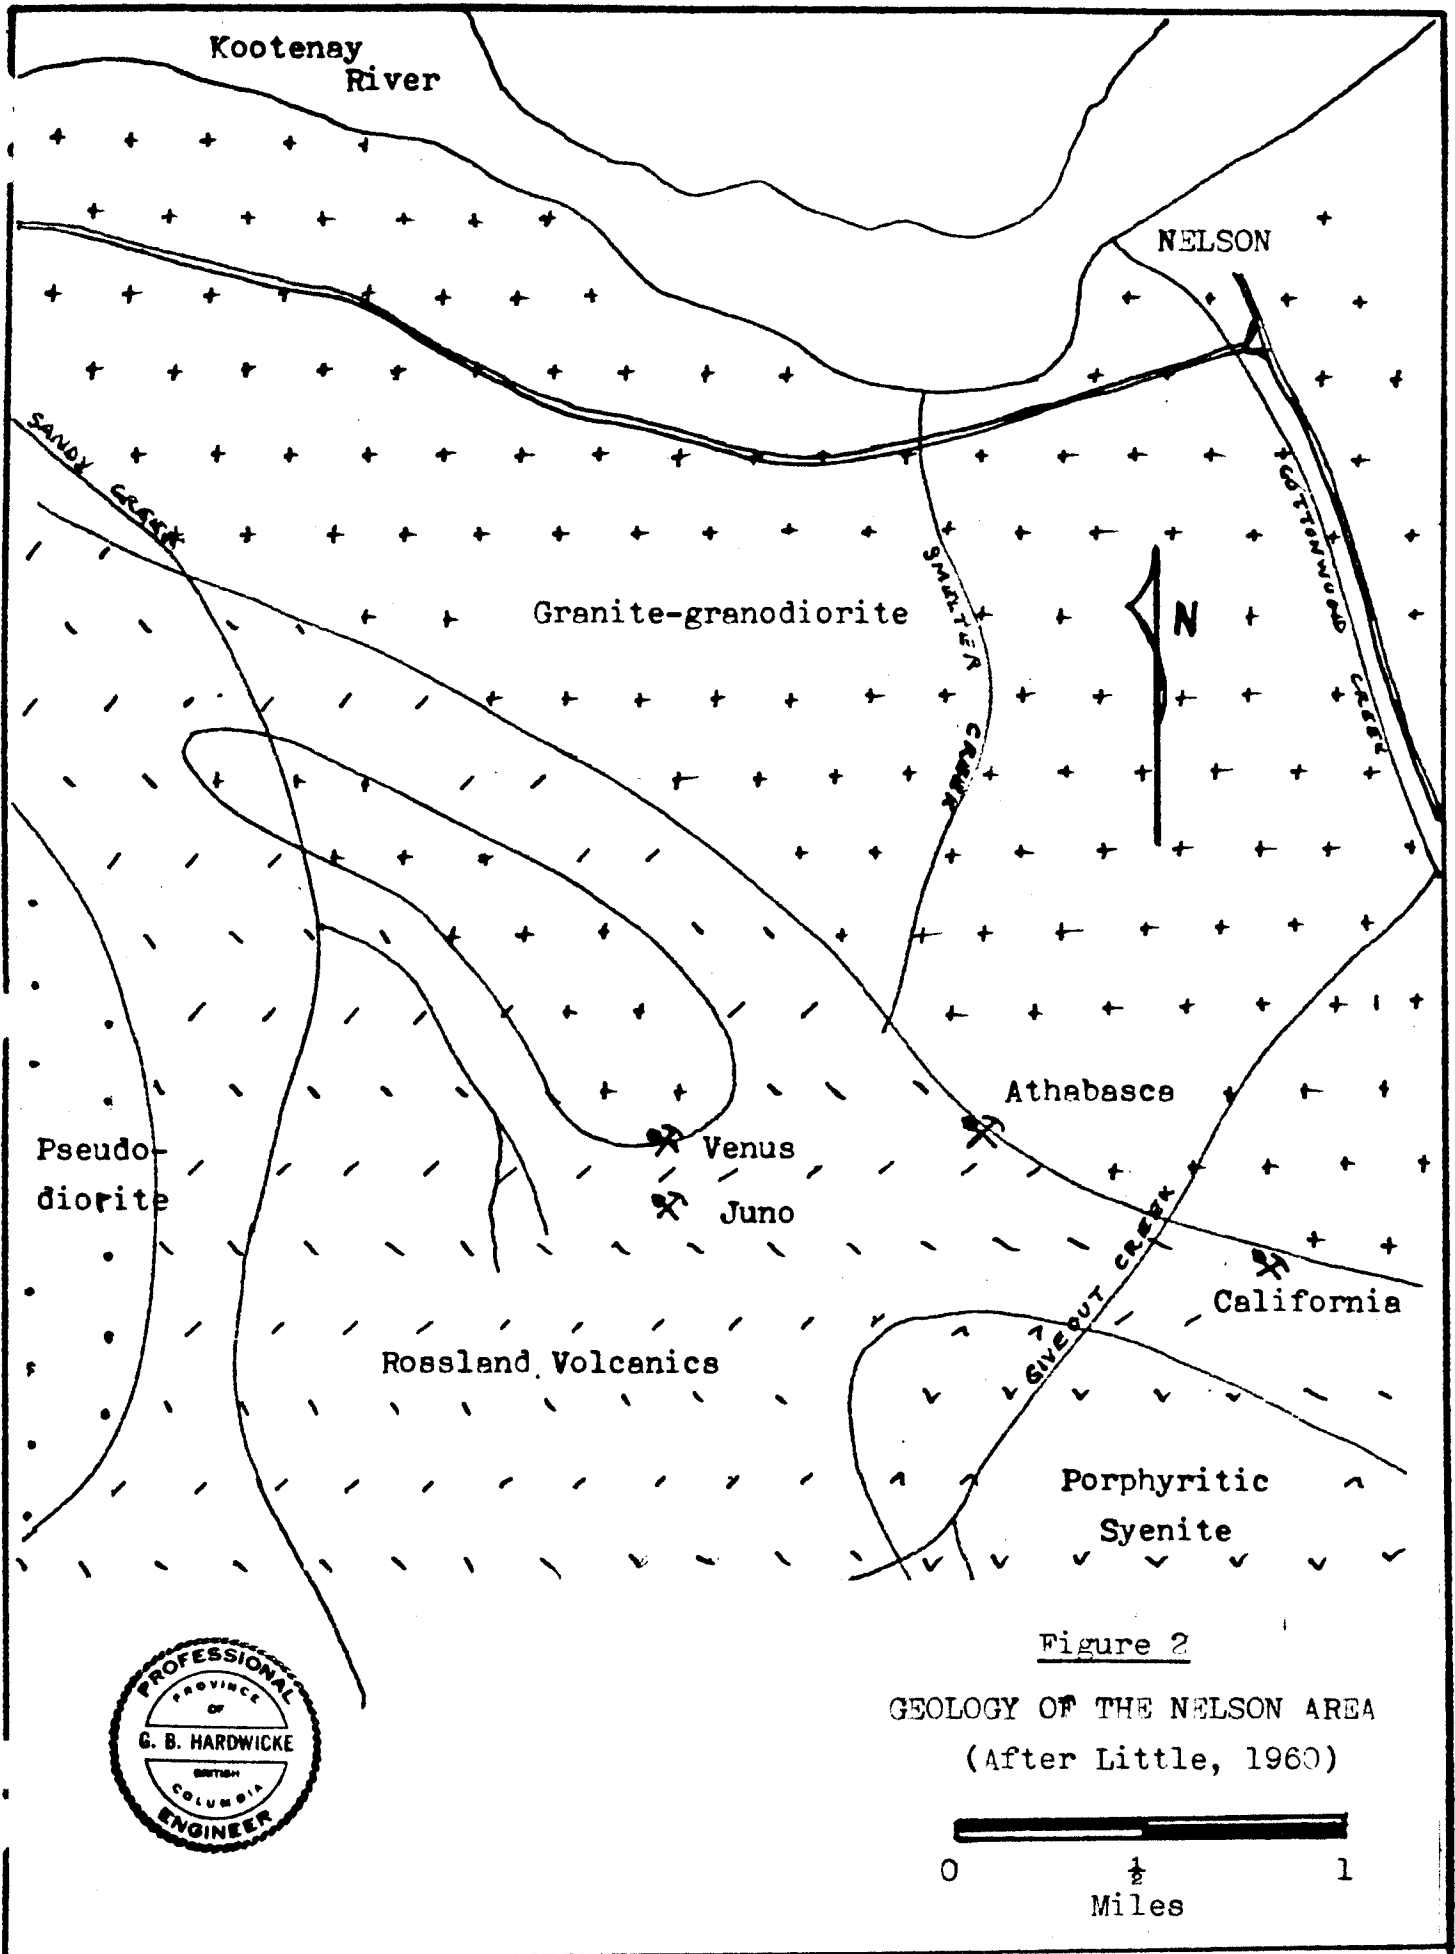 Kootenay
River
NELSON
SANDY CREEK
COTTONWOOD CREEK
SMELTER CREEK
Granite-granodiorite
N
Athabasca
Pseudo-
diorite
Venus
Juno
GIVEOUT CREEK
California
Rossland Volcanics
Porphyritic
Syenite
Figure 2
GEOLOGY OF THE NELSON AREA
(After Little, 1960)
0 ½ 1
Miles
PROFESSIONAL
PROVINCE
OF
G. B. HARDWICKE
BRITISH
COLUMBIA
ENGINEER